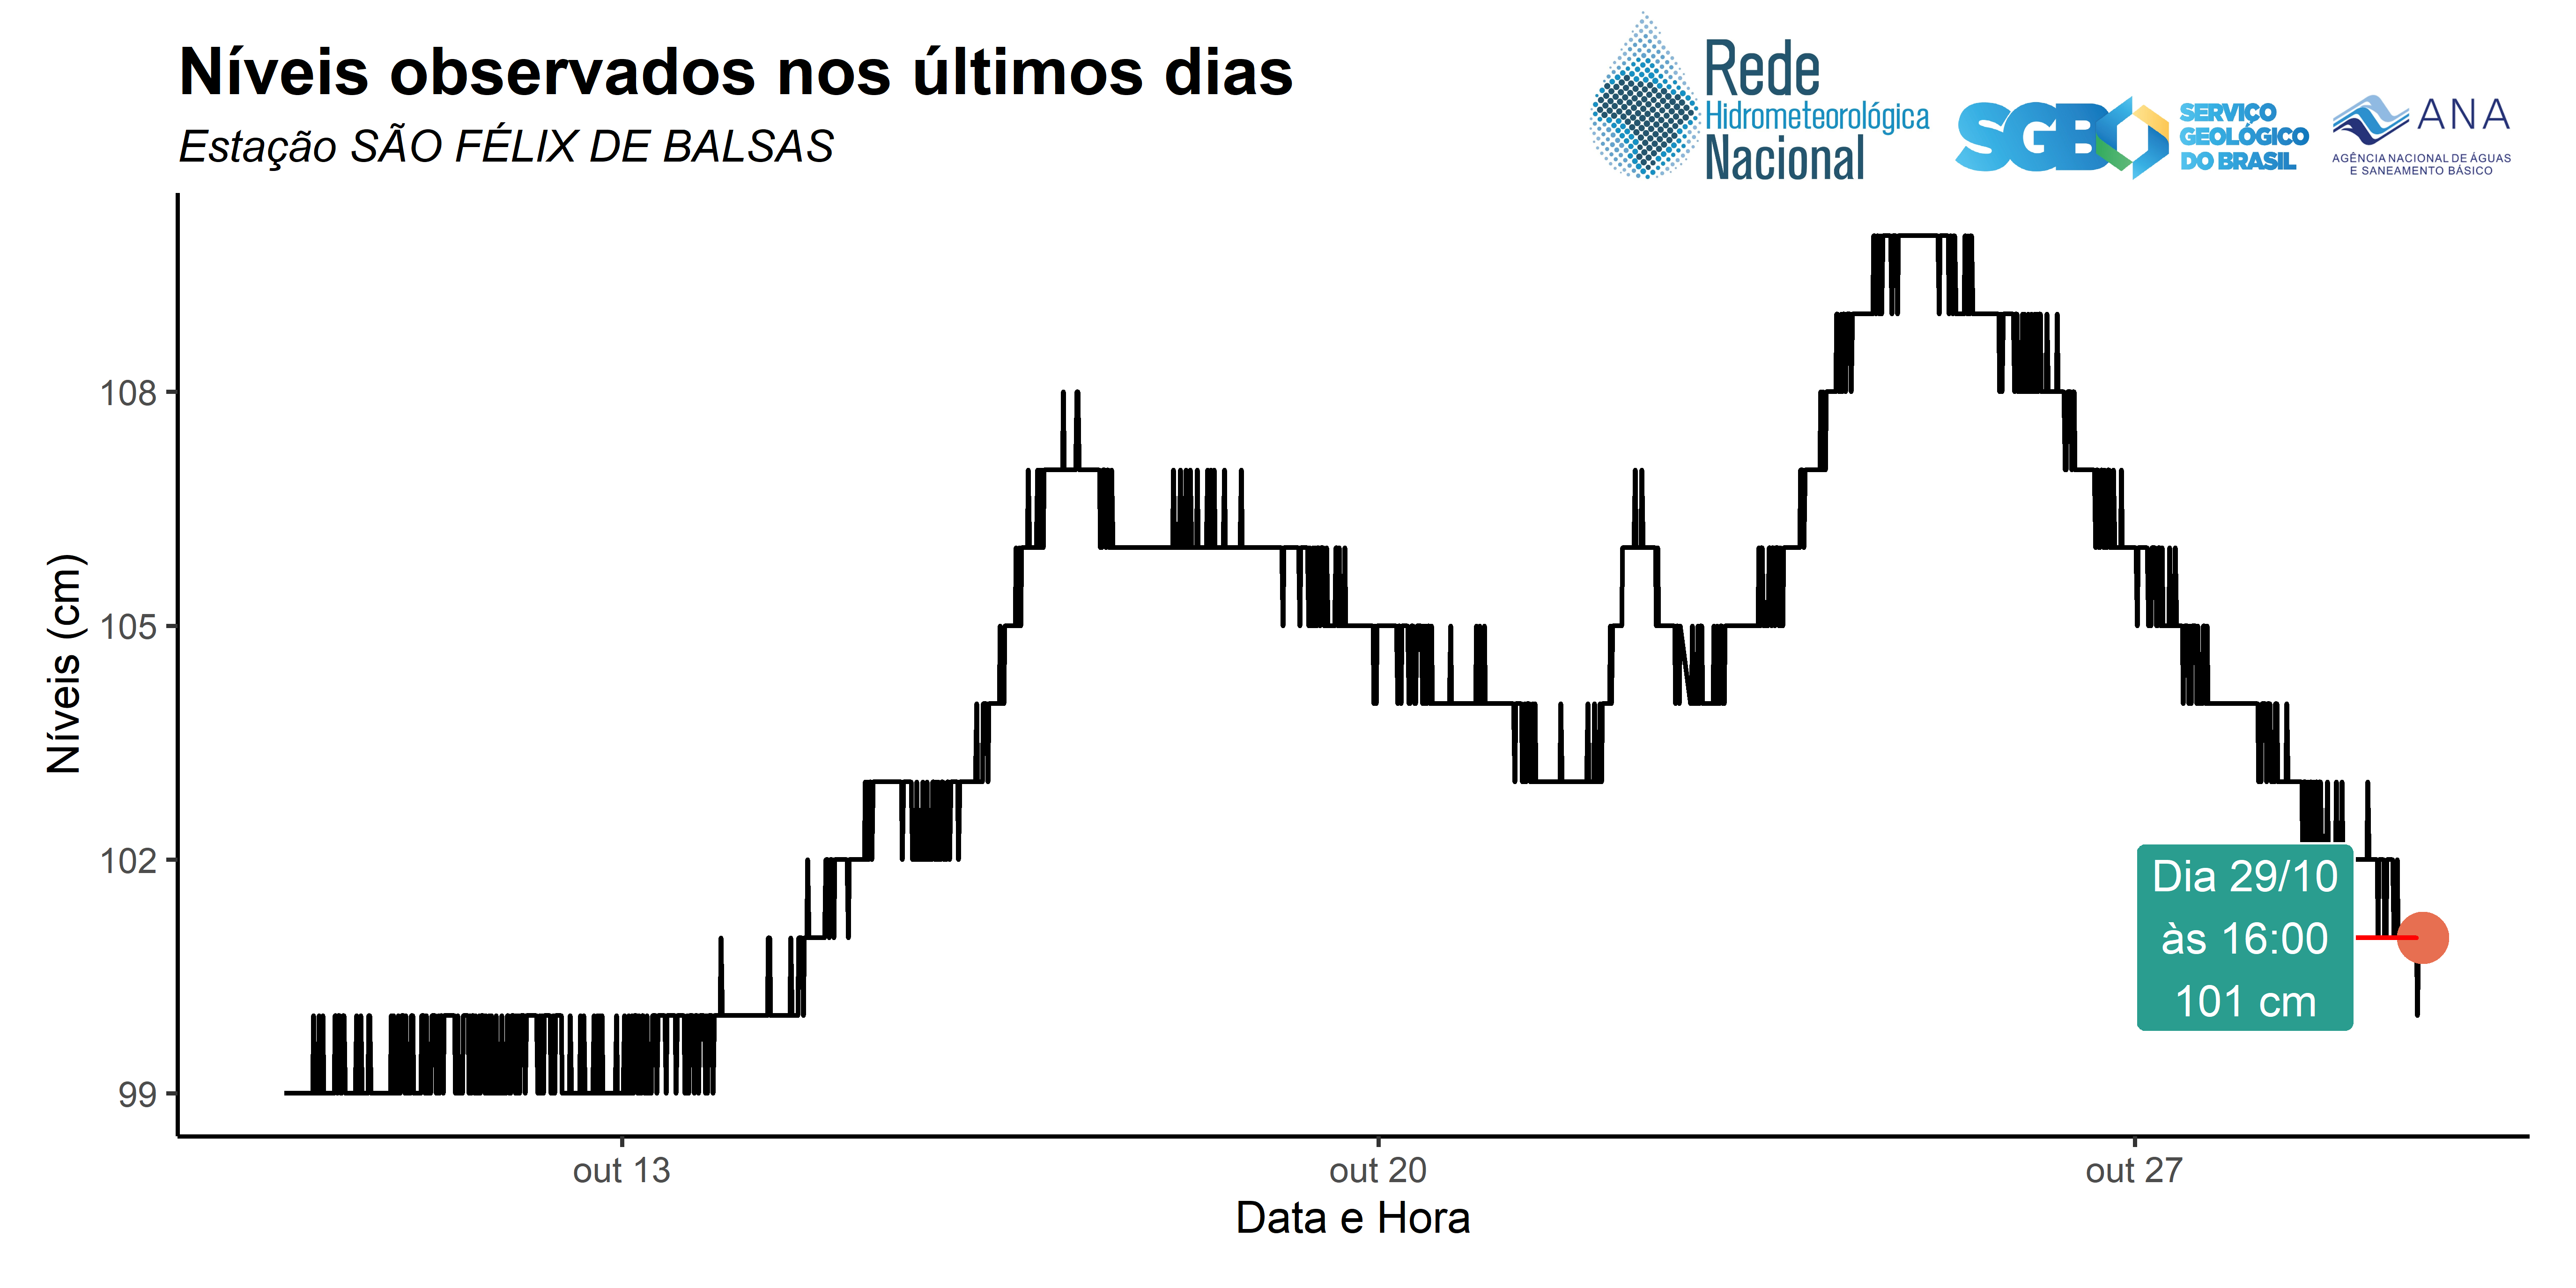 Níveis observados nos últimos dias
Estação SÃO FÉLIX DE BALSAS
Rede
Hidrometeorológica
Nacional
SGB
SERVIÇO
GEOLÓGICO
DO BRASIL
ANA
AGÊNCIA NACIONAL DE ÁGUAS
E SANEAMENTO BÁSICO
Níveis (cm)
108
105
102
99
Dia 29/10
às 16:00
101 cm
out 13
out 20
out 27
Data e Hora